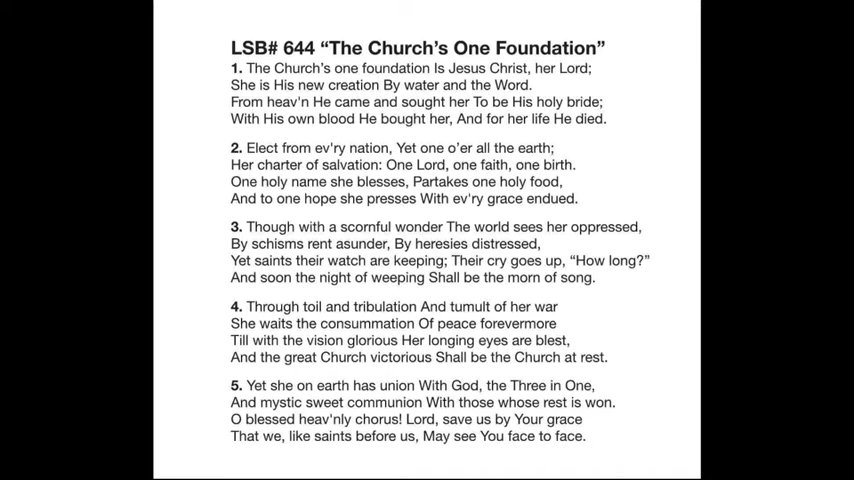 LSB# 644 “The Church’s One Foundation”
1. The Church’s one foundation Is Jesus Christ, her Lord;
She is His new creation By water and the Word.
From heav'n He came and sought her To be His holy bride;
With His own blood He bought her, And for her life He died.
2. Elect from ev'ry nation, Yet one o’er all the earth;
Her charter of salvation: One Lord, one faith, one birth.
One holy name she blesses, Partakes one holy food,
And to one hope she presses With ev'ry grace endued.
3. Though with a scornful wonder The world sees her oppressed,
By schisms rent asunder, By heresies distressed,
Yet saints their watch are keeping; Their cry goes up, “How long?”
And soon the night of weeping Shall be the morn of song.
4. Through toil and tribulation And tumult of her war
She waits the consummation Of peace forevermore
Till with the vision glorious Her longing eyes are blest,
And the great Church victorious Shall be the Church at rest.
5. Yet she on earth has union With God, the Three in One,
And mystic sweet communion With those whose rest is won.
O blessed heav'nly chorus! Lord, save us by Your grace
That we, like saints before us, May see You face to face.